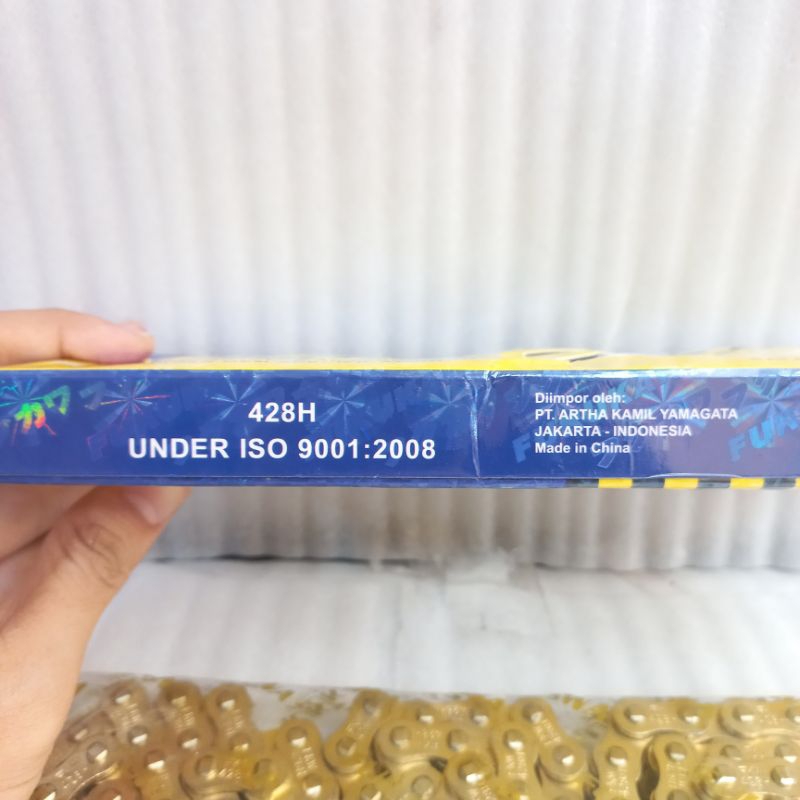 428H
UNDER ISO 9001:2008
Diimpor oleh:
PT. ARTHA KAMIL YAMAGATA
JAKARTA - INDONESIA
Made in China